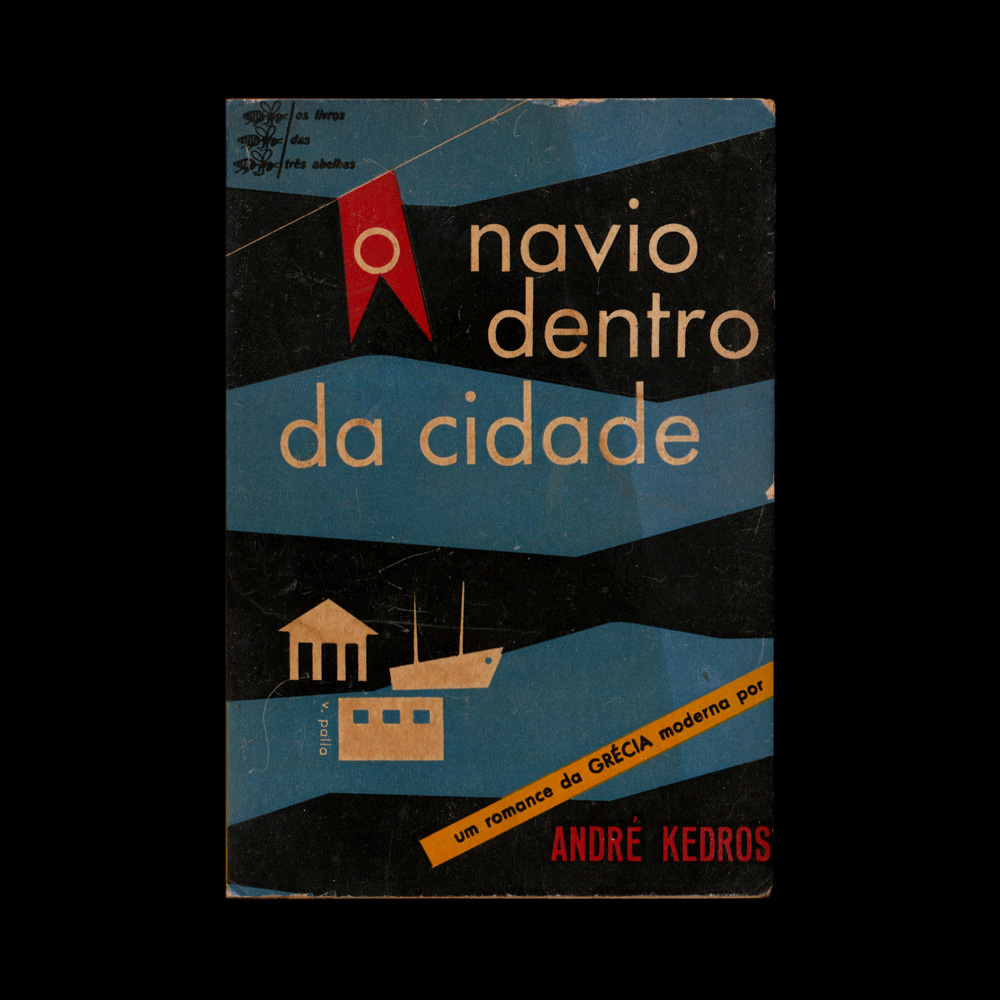 os livros
das
três abelhas
o navio
dentro
da cidade
v. palla
um romance da GRÉCIA moderna por
ANDRÉ KEDROS